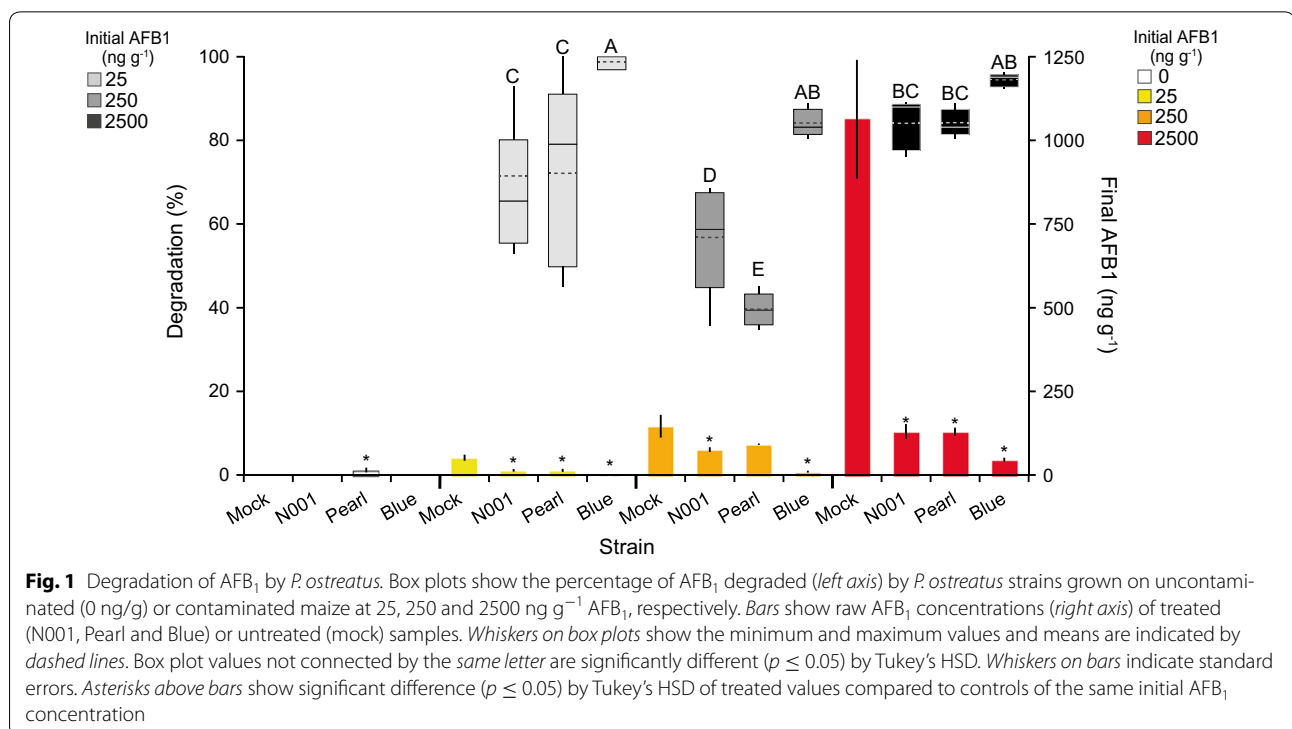 Initial AFB1
(ng g⁻¹)
25
250
2500
Initial AFB1
(ng g⁻¹)
0
25
250
2500
Degradation (%)
100
80
60
40
20
0
C
C
A
D
E
AB
BC
BC
AB
*
*
*
*
*
*
*
*
*
1250
1000
750
500
250
0
Final AFB1 (ng g⁻¹)
Mock N001 Pearl Blue Mock N001 Pearl Blue Mock N001 Pearl Blue Mock N001 Pearl Blue
Strain
Fig. 1 Degradation of AFB₁ by P. ostreatus. Box plots show the percentage of AFB₁ degraded (left axis) by P. ostreatus strains grown on uncontami-
nated (0 ng/g) or contaminated maize at 25, 250 and 2500 ng g⁻¹ AFB₁, respectively. Bars show raw AFB₁ concentrations (right axis) of treated
(N001, Pearl and Blue) or untreated (mock) samples. Whiskers on box plots show the minimum and maximum values and means are indicated by
dashed lines. Box plot values not connected by the same letter are significantly different (p ≤ 0.05) by Tukey's HSD. Whiskers on bars indicate standard
errors. Asterisks above bars show significant difference (p ≤ 0.05) by Tukey's HSD of treated values compared to controls of the same initial AFB₁
concentration